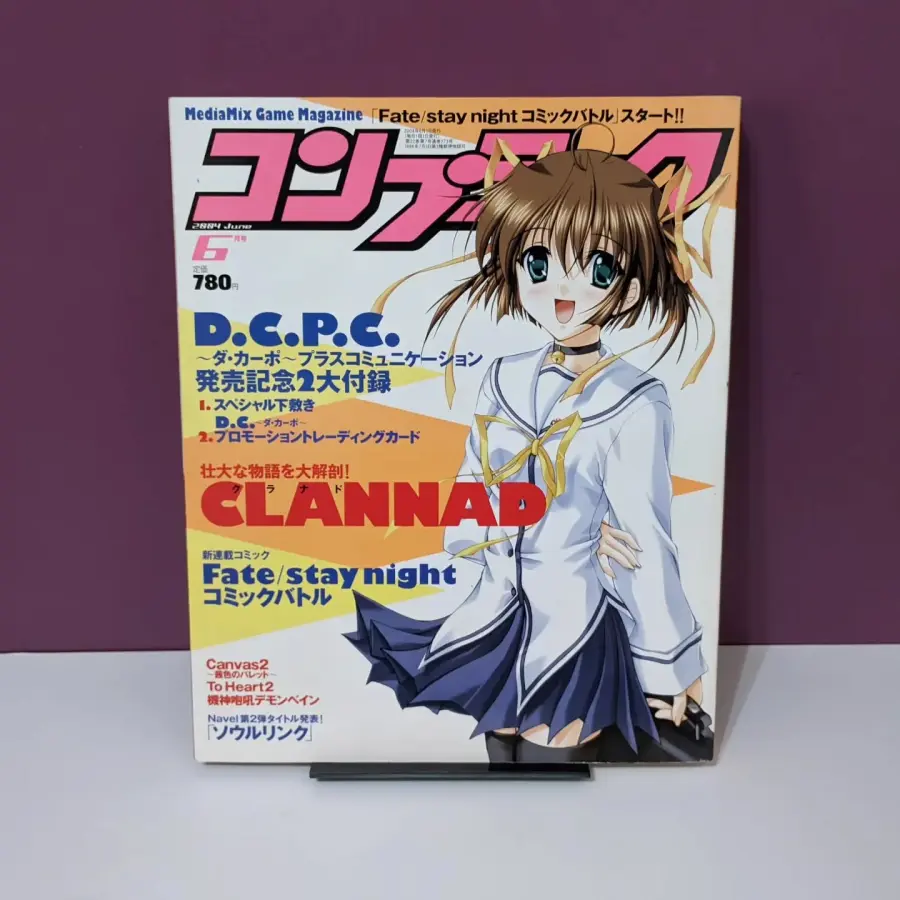 MediaMix Game Magazine
「Fate/stay night コミックバトル」スタート!!
コンプティーク
2004 June
6月号
定価
780円
D.C.P.C.
〜ダ・カーポ〜プラスコミュニケーション
発売記念2大付録
1.スペシャル下敷き
D.C.〜ダ・カーポ〜
2.プロモーショントレーディングカード
壮大な物語を大解剖!
クラナド
CLANNAD
新連載コミック
Fate/stay night
コミックバトル
Canvas2
〜茜色のパレット〜
To Heart2
機神咆吼デモンベイン
Navel第2弾タイトル発表!
「ソウルリンク」